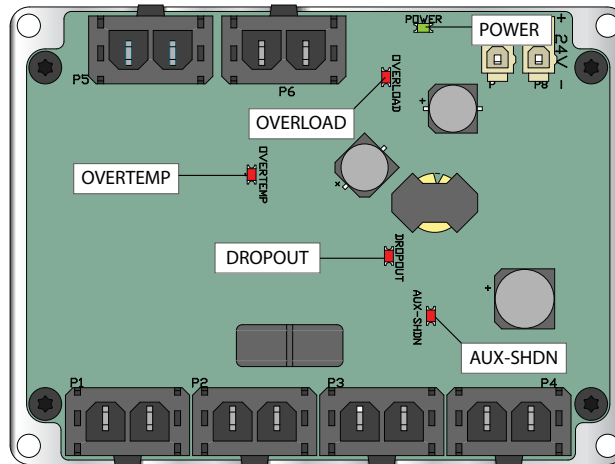 POWER
POWER
+
24V
P5
P6
P
P8
–
OVERLOAD
OVERLOAD
+
OVERTEMP
OVERTEMP
+
DROPOUT
DROPOUT
+
AUX-SHDN
AUX-SHDN
P1
P2
P3
P4